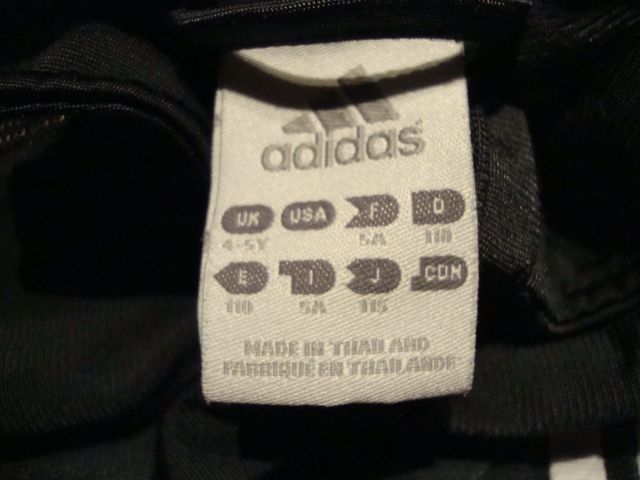 adidas
UK USA F D
4-5Y 5A 110
E I J CDN
110 5A 115
MADE IN THAILAND
FABRIQUÉ EN THAILANDE